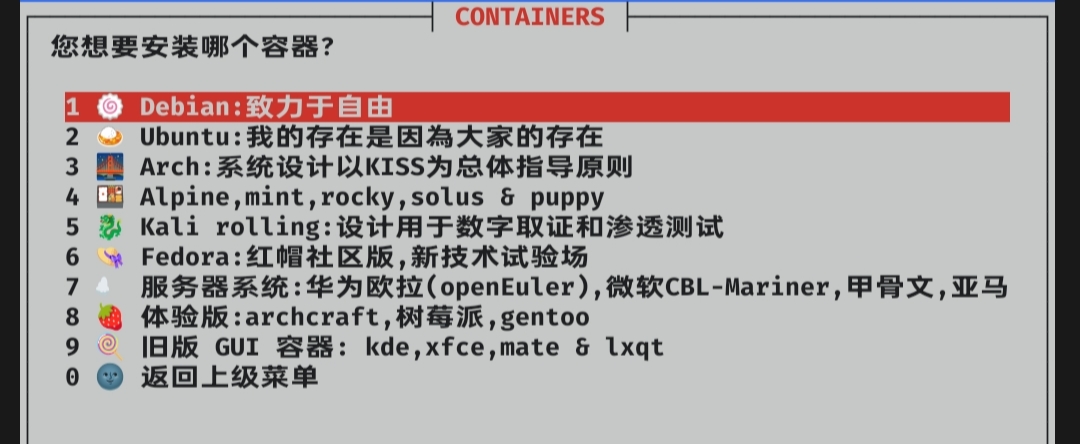 CONTAINERS
您想要安装哪个容器?
1 🍥 Debian:致力于自由
2 🍛 Ubuntu:我的存在是因為大家的存在
3 🌉 Arch:系统设计以KISS为总体指导原则
4 🍱 Alpine,mint,rocky,solus & puppy
5 🐉 Kali rolling:设计用于数字取证和渗透测试
6 👒 Fedora:红帽社区版,新技术试验场
7 ☁ 服务器系统:华为欧拉(openEuler),微软CBL-Mariner,甲骨文,亚马
8 🍓 体验版:archcraft,树莓派,gentoo
9 🍭 旧版 GUI 容器: kde,xfce,mate & lxqt
0 🌚 返回上级菜单